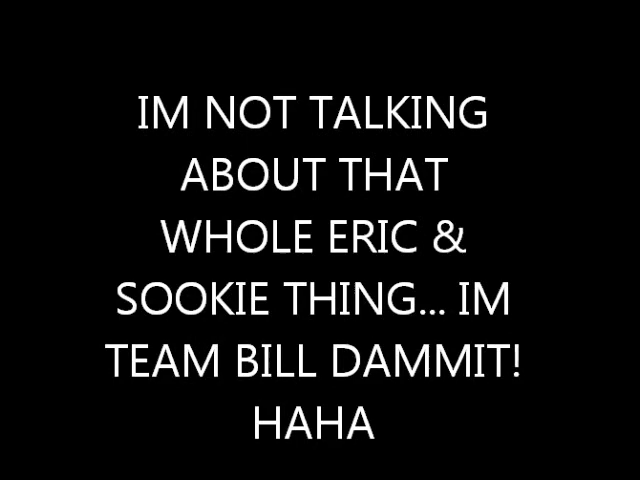 IM NOT TALKING
ABOUT THAT
WHOLE ERIC &
SOOKIE THING... IM
TEAM BILL DAMMIT!
HAHA